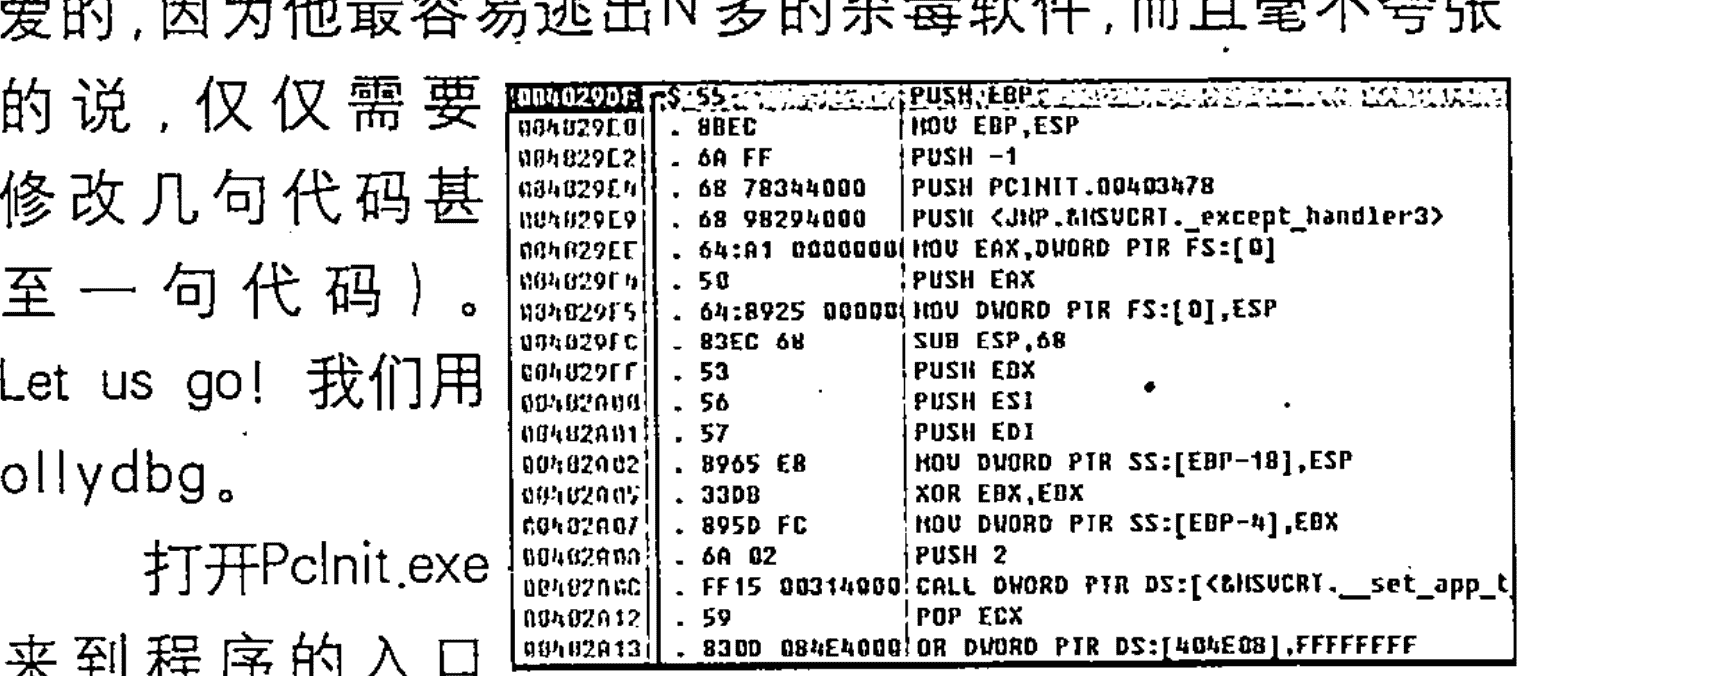 爱的,因为他最容易逃出N多的杀毒软件,而且毫不夸张
的说,仅仅需要
修改几句代码甚
至一句代码)。
Let us go! 我们用
ollydbg。
打开PcInit.exe
来到程序的入口
004029DF $ 55 PUSH EBP
004029E0 . 8BEC MOV EBP,ESP
004029E2 . 6A FF PUSH -1
004029E4 . 68 78344000 PUSH PCINIT.00403478
004029E9 . 68 98294000 PUSH <JMP.&MSVCRT._except_handler3>
004029EE . 64:A1 0000000 MOV EAX,DWORD PTR FS:[0]
004029F4 . 50 PUSH EAX
004029F5 . 64:8925 00000 MOV DWORD PTR FS:[0],ESP
004029FC . 83EC 68 SUB ESP,68
004029FF . 53 PUSH EBX
00402A00 . 56 PUSH ESI
00402A01 . 57 PUSH EDI
00402A02 . 8965 E8 MOV DWORD PTR SS:[EBP-18],ESP
00402A05 . 33DB XOR EBX,EBX
00402A07 . 895D FC MOV DWORD PTR SS:[EBP-4],EBX
00402A0A . 6A 02 PUSH 2
00402A0C . FF15 00314000 CALL DWORD PTR DS:[<&MSVCRT.__set_app_t
00402A12 . 59 POP ECX
00402A13 . 830D 084E4000 OR DWORD PTR DS:[404E08],FFFFFFFF